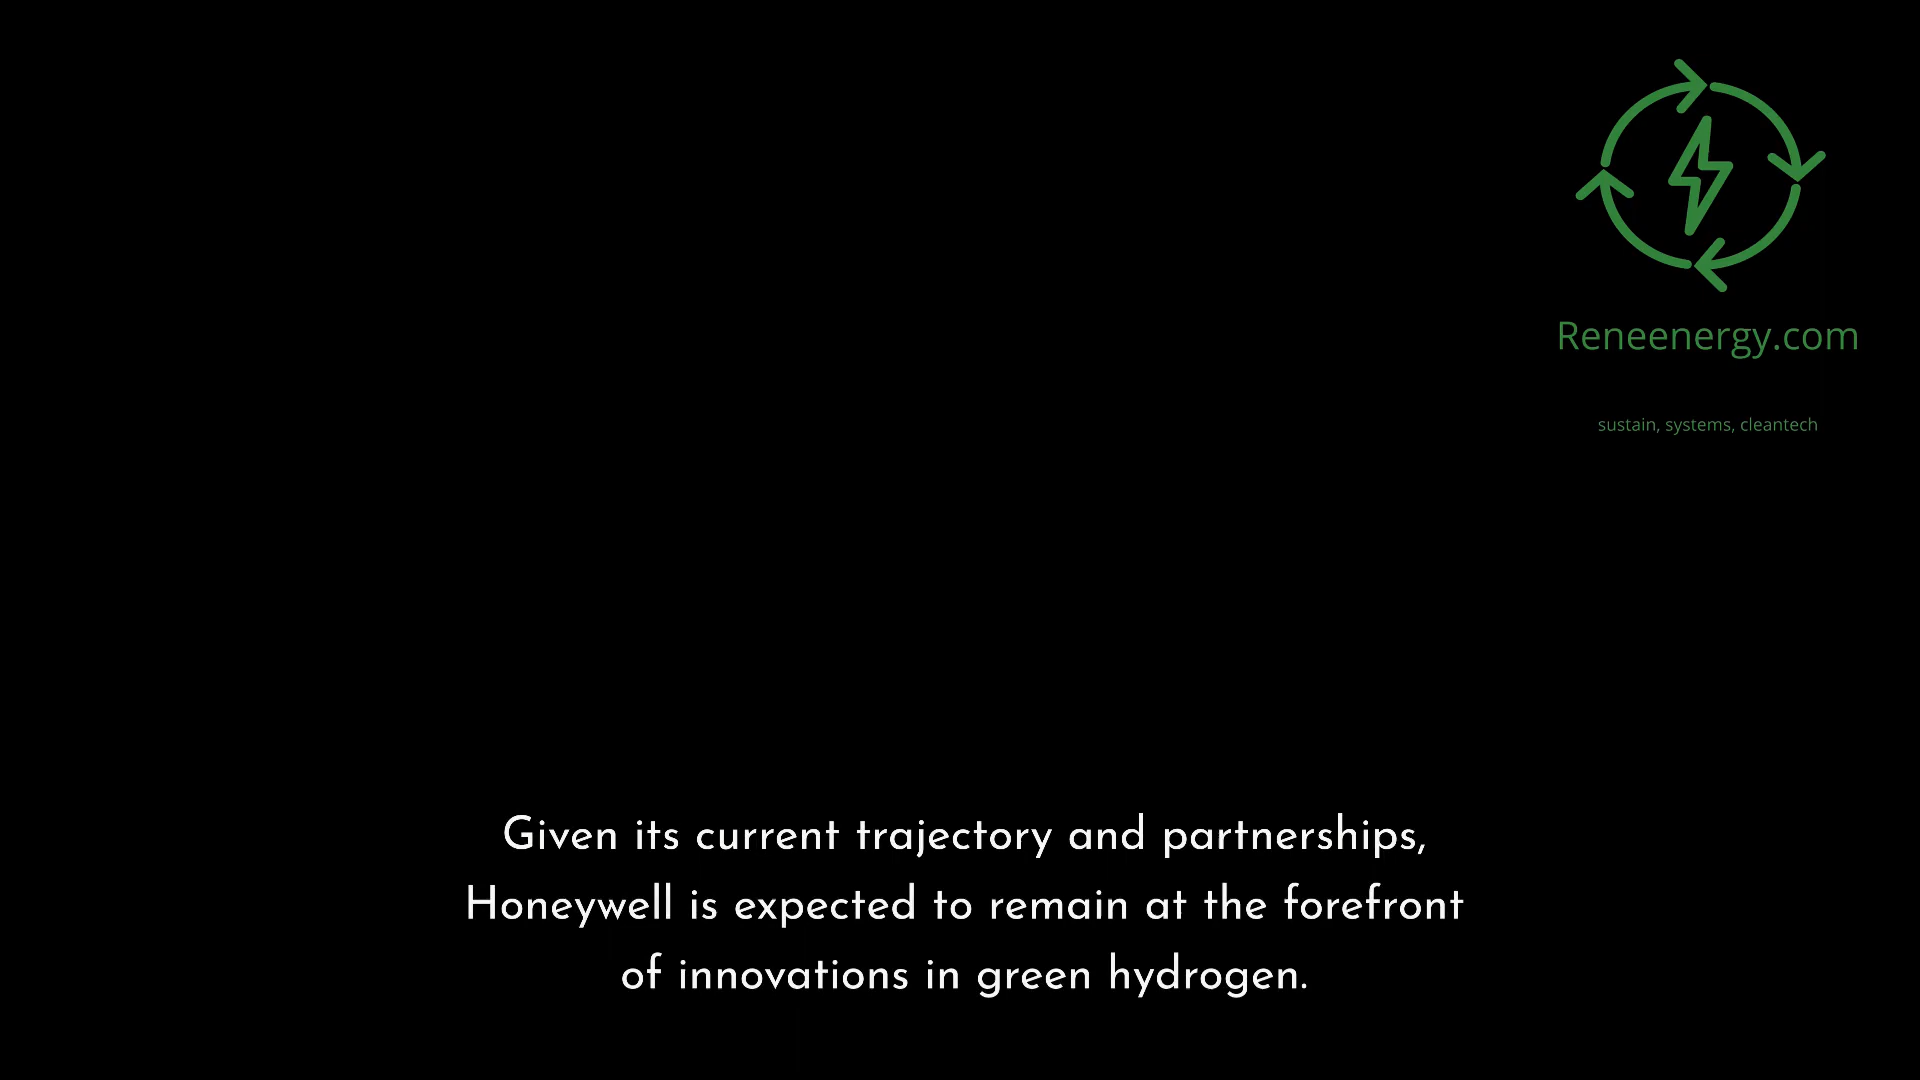 Reneenergy.com
sustain, systems, cleantech
Given its current trajectory and partnerships,
Honeywell is expected to remain at the forefront
of innovations in green hydrogen.